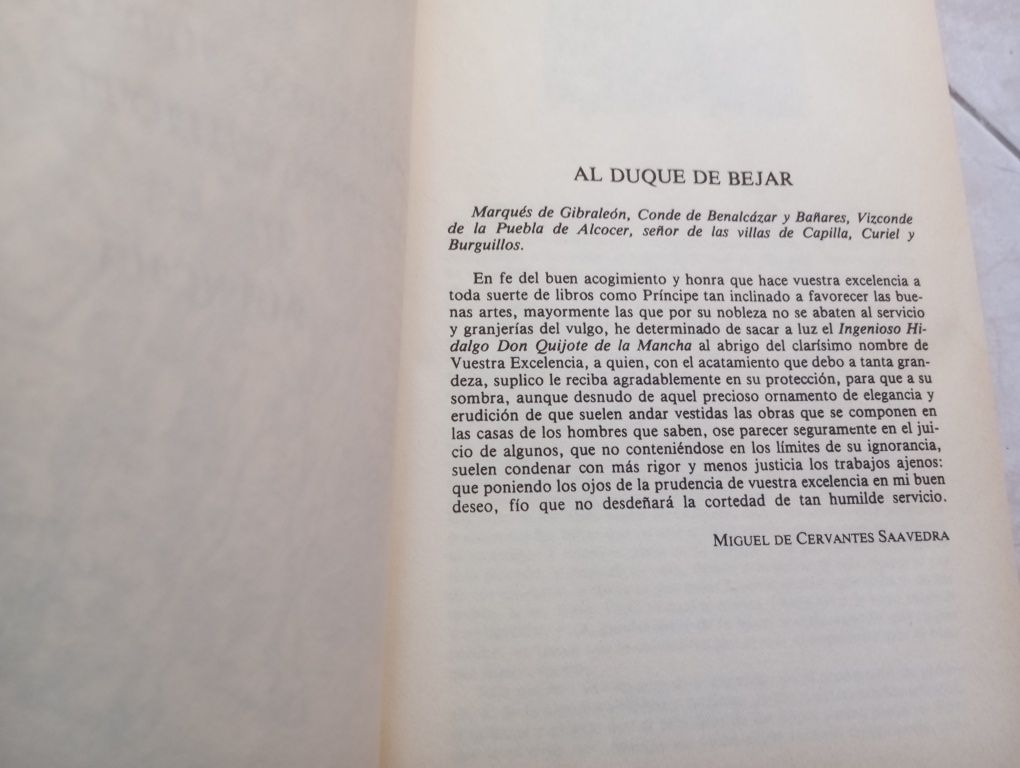 AL DUQUE DE BEJAR
Marqués de Gibraleón, Conde de Benalcázar y Bañares, Vizconde
de la Puebla de Alcocer, señor de las villas de Capilla, Curiel y
Burguillos.
En fe del buen acogimiento y honra que hace vuestra excelencia a
toda suerte de libros como Príncipe tan inclinado a favorecer las bue-
nas artes, mayormente las que por su nobleza no se abaten al servicio
y granjerías del vulgo, he determinado de sacar a luz el Ingenioso Hi-
dalgo Don Quijote de la Mancha al abrigo del clarísimo nombre de
Vuestra Excelencia, a quien, con el acatamiento que debo a tanta gran-
deza, suplico le reciba agradablemente en su protección, para que a su
sombra, aunque desnudo de aquel precioso ornamento de elegancia y
erudición de que suelen andar vestidas las obras que se componen en
las casas de los hombres que saben, ose parecer seguramente en el jui-
cio de algunos, que no conteniéndose en los límites de su ignorancia,
suelen condenar con más rigor y menos justicia los trabajos ajenos:
que poniendo los ojos de la prudencia de vuestra excelencia en mi buen
deseo, fío que no desdeñará la cortedad de tan humilde servicio.
MIGUEL DE CERVANTES SAAVEDRA